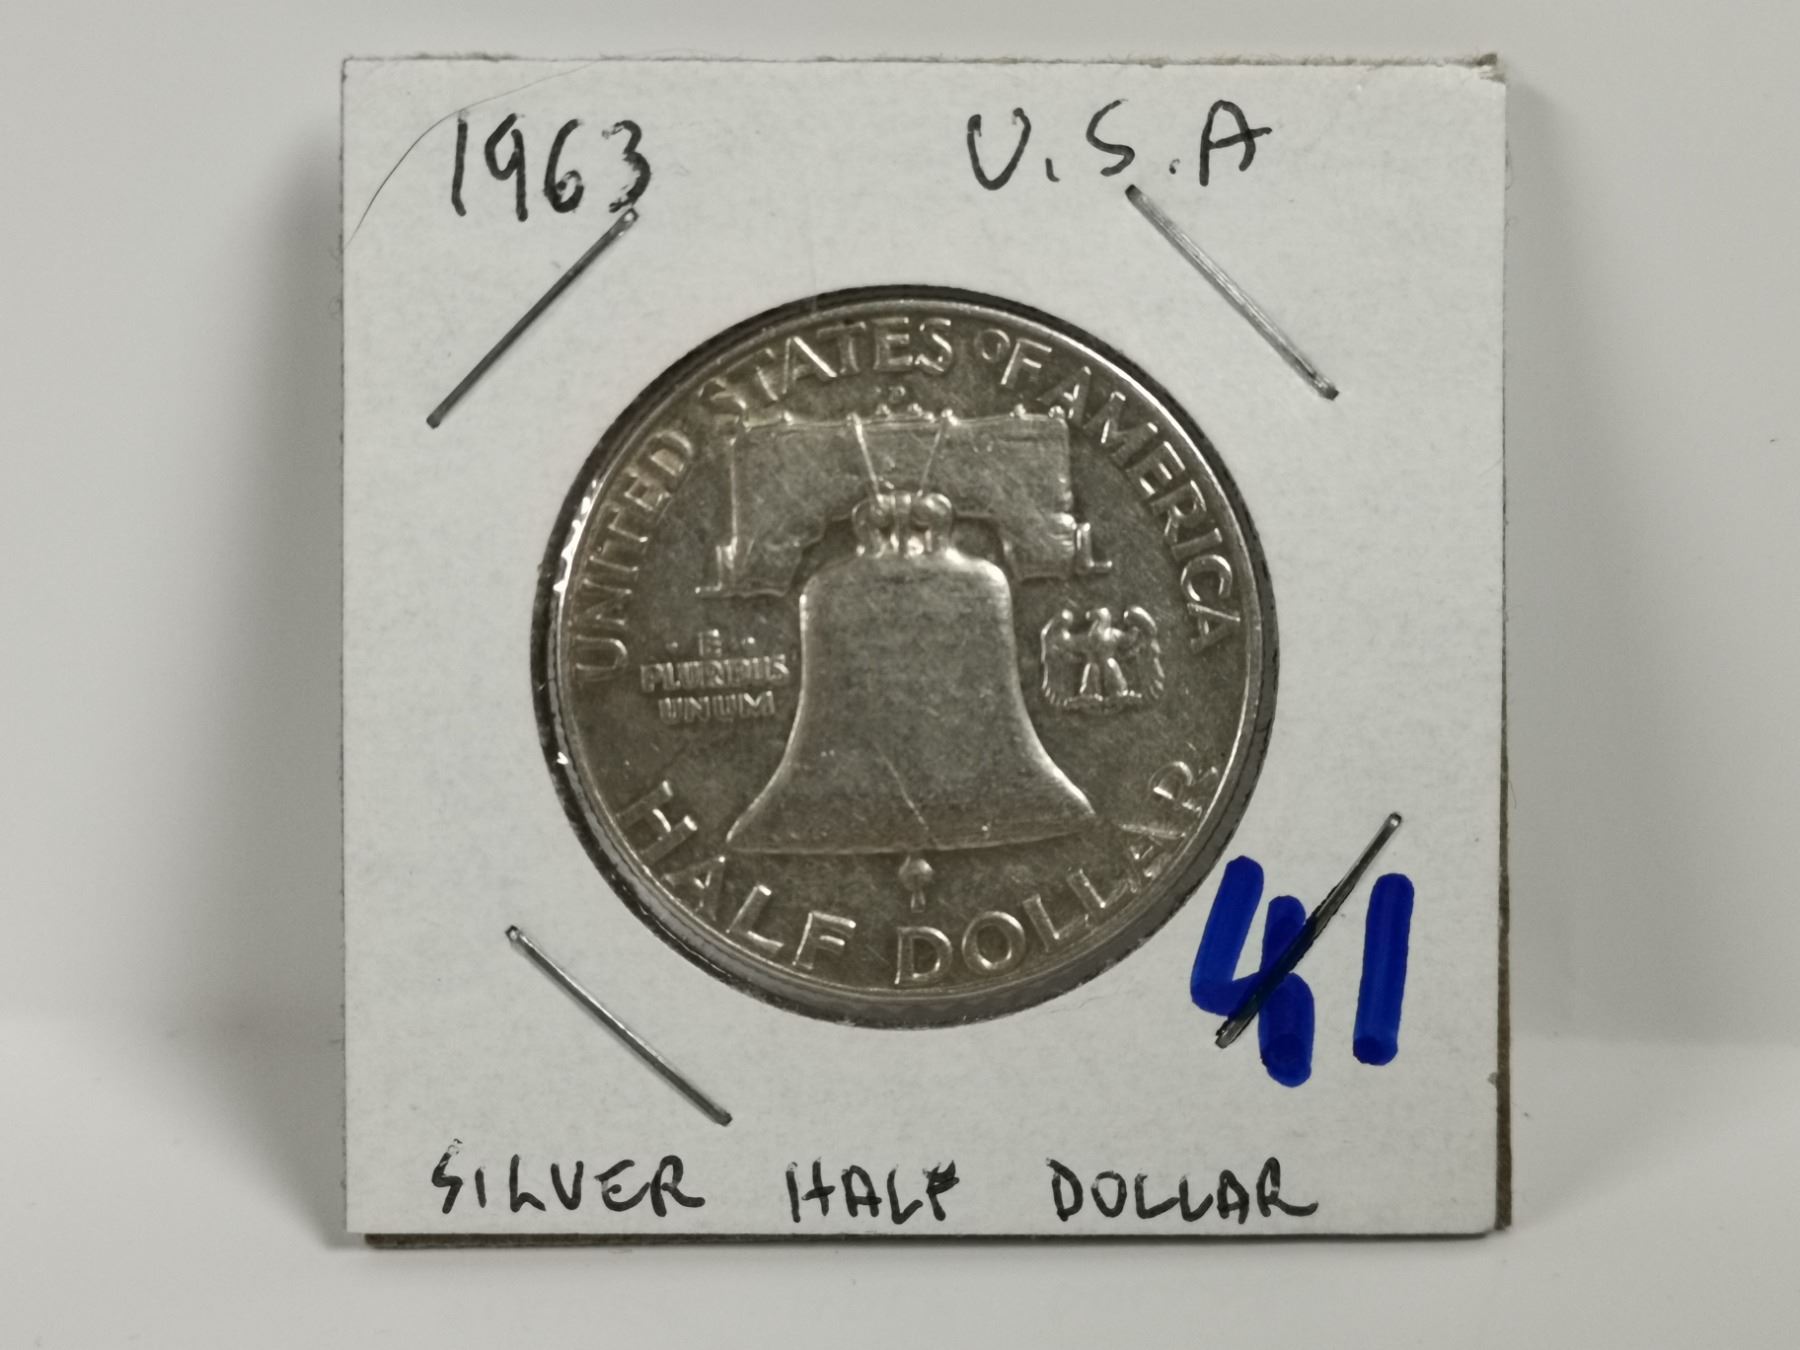 1963 U.S.A
UNITED STATES OF AMERICA
· E ·
PLURIBUS
UNUM
HALF DOLLAR
41
SILVER HALF DOLLAR